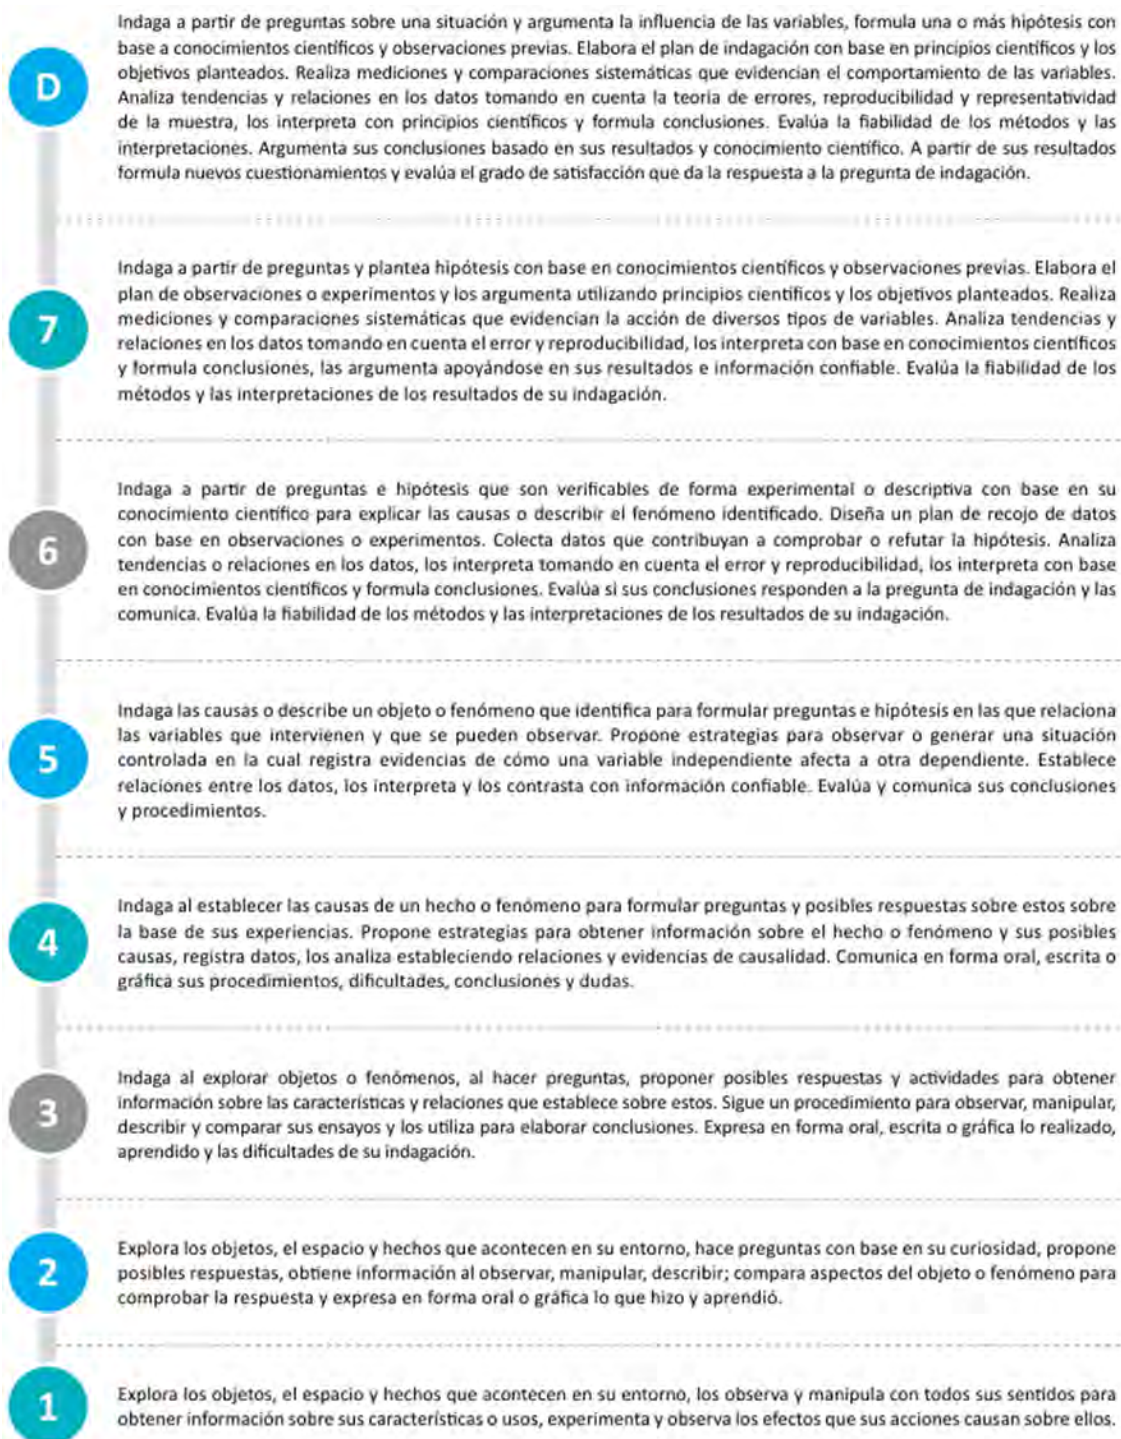 Indaga a partir de preguntas sobre una situación y argumenta la influencia de las variables, formula una o más hipótesis con
base a conocimientos científicos y observaciones previas. Elabora el plan de indagación con base en principios científicos y los
objetivos planteados. Realiza mediciones y comparaciones sistemáticas que evidencian el comportamiento de las variables.
D
Analiza tendencias y relaciones en los datos tomando en cuenta la teoría de errores, reproducibilidad y representatividad
de la muestra, los interpreta con principios científicos y formula conclusiones. Evalúa la fiabilidad de los métodos y las
interpretaciones. Argumenta sus conclusiones basado en sus resultados y conocimiento científico. A partir de sus resultados
formula nuevos cuestionamientos y evalúa el grado de satisfacción que da la respuesta a la pregunta de indagación.
Indaga a partir de preguntas y plantea hipótesis con base en conocimientos científicos y observaciones previas. Elabora el
plan de observaciones o experimentos y los argumenta utilizando principios científicos y los objetivos planteados. Realiza
7
mediciones y comparaciones sistemáticas que evidencian la acción de diversos tipos de variables. Analiza tendencias y
relaciones en los datos tomando en cuenta el error y reproducibilidad, los interpreta con base en conocimientos científicos
y formula conclusiones, las argumenta apoyándose en sus resultados e información confiable. Evalúa la fiabilidad de los
métodos y las interpretaciones de los resultados de su indagación.
Indaga a partir de preguntas e hipótesis que son verificables de forma experimental o descriptiva con base en su
conocimiento científico para explicar las causas o describir el fenómeno identificado. Diseña un plan de recojo de datos
6
con base en observaciones o experimentos. Colecta datos que contribuyan a comprobar o refutar la hipótesis. Analiza
tendencias o relaciones en los datos, los interpreta tomando en cuenta el error y reproducibilidad, los interpreta con base
en conocimientos científicos y formula conclusiones. Evalúa si sus conclusiones responden a la pregunta de indagación y las
comunica. Evalúa la fiabilidad de los métodos y las interpretaciones de los resultados de su indagación.
Indaga las causas o describe un objeto o fenómeno que identifica para formular preguntas e hipótesis en las que relaciona
las variables que intervienen y que se pueden observar. Propone estrategias para observar o generar una situación
5
controlada en la cual registra evidencias de cómo una variable independiente afecta a otra dependiente. Establece
relaciones entre los datos, los interpreta y los contrasta con información confiable. Evalúa y comunica sus conclusiones
y procedimientos.
Indaga al establecer las causas de un hecho o fenómeno para formular preguntas y posibles respuestas sobre estos sobre
4
la base de sus experiencias. Propone estrategias para obtener información sobre el hecho o fenómeno y sus posibles
causas, registra datos, los analiza estableciendo relaciones y evidencias de causalidad. Comunica en forma oral, escrita o
gráfica sus procedimientos, dificultades, conclusiones y dudas.
Indaga al explorar objetos o fenómenos, al hacer preguntas, proponer posibles respuestas y actividades para obtener
3
información sobre las características y relaciones que establece sobre estos. Sigue un procedimiento para observar, manipular,
describir y comparar sus ensayos y los utiliza para elaborar conclusiones. Expresa en forma oral, escrita o gráfica lo realizado,
aprendido y las dificultades de su indagación.
Explora los objetos, el espacio y hechos que acontecen en su entorno, hace preguntas con base en su curiosidad, propone
2
posibles respuestas, obtiene información al observar, manipular, describir; compara aspectos del objeto o fenómeno para
comprobar la respuesta y expresa en forma oral o gráfica lo que hizo y aprendió.
1
Explora los objetos, el espacio y hechos que acontecen en su entorno, los observa y manipula con todos sus sentidos para
obtener información sobre sus características o usos, experimenta y observa los efectos que sus acciones causan sobre ellos.